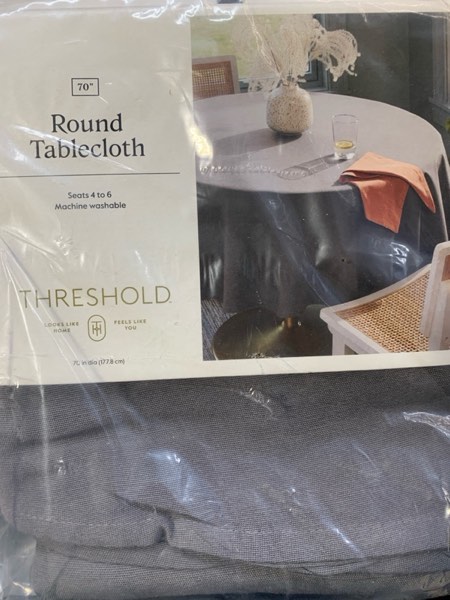 70"
Round
Tablecloth
Seats 4 to 6
Machine washable
THRESHOLD
LOOKS LIKE FEELS LIKE
HOME YOU
70 in dia (177.8 cm)